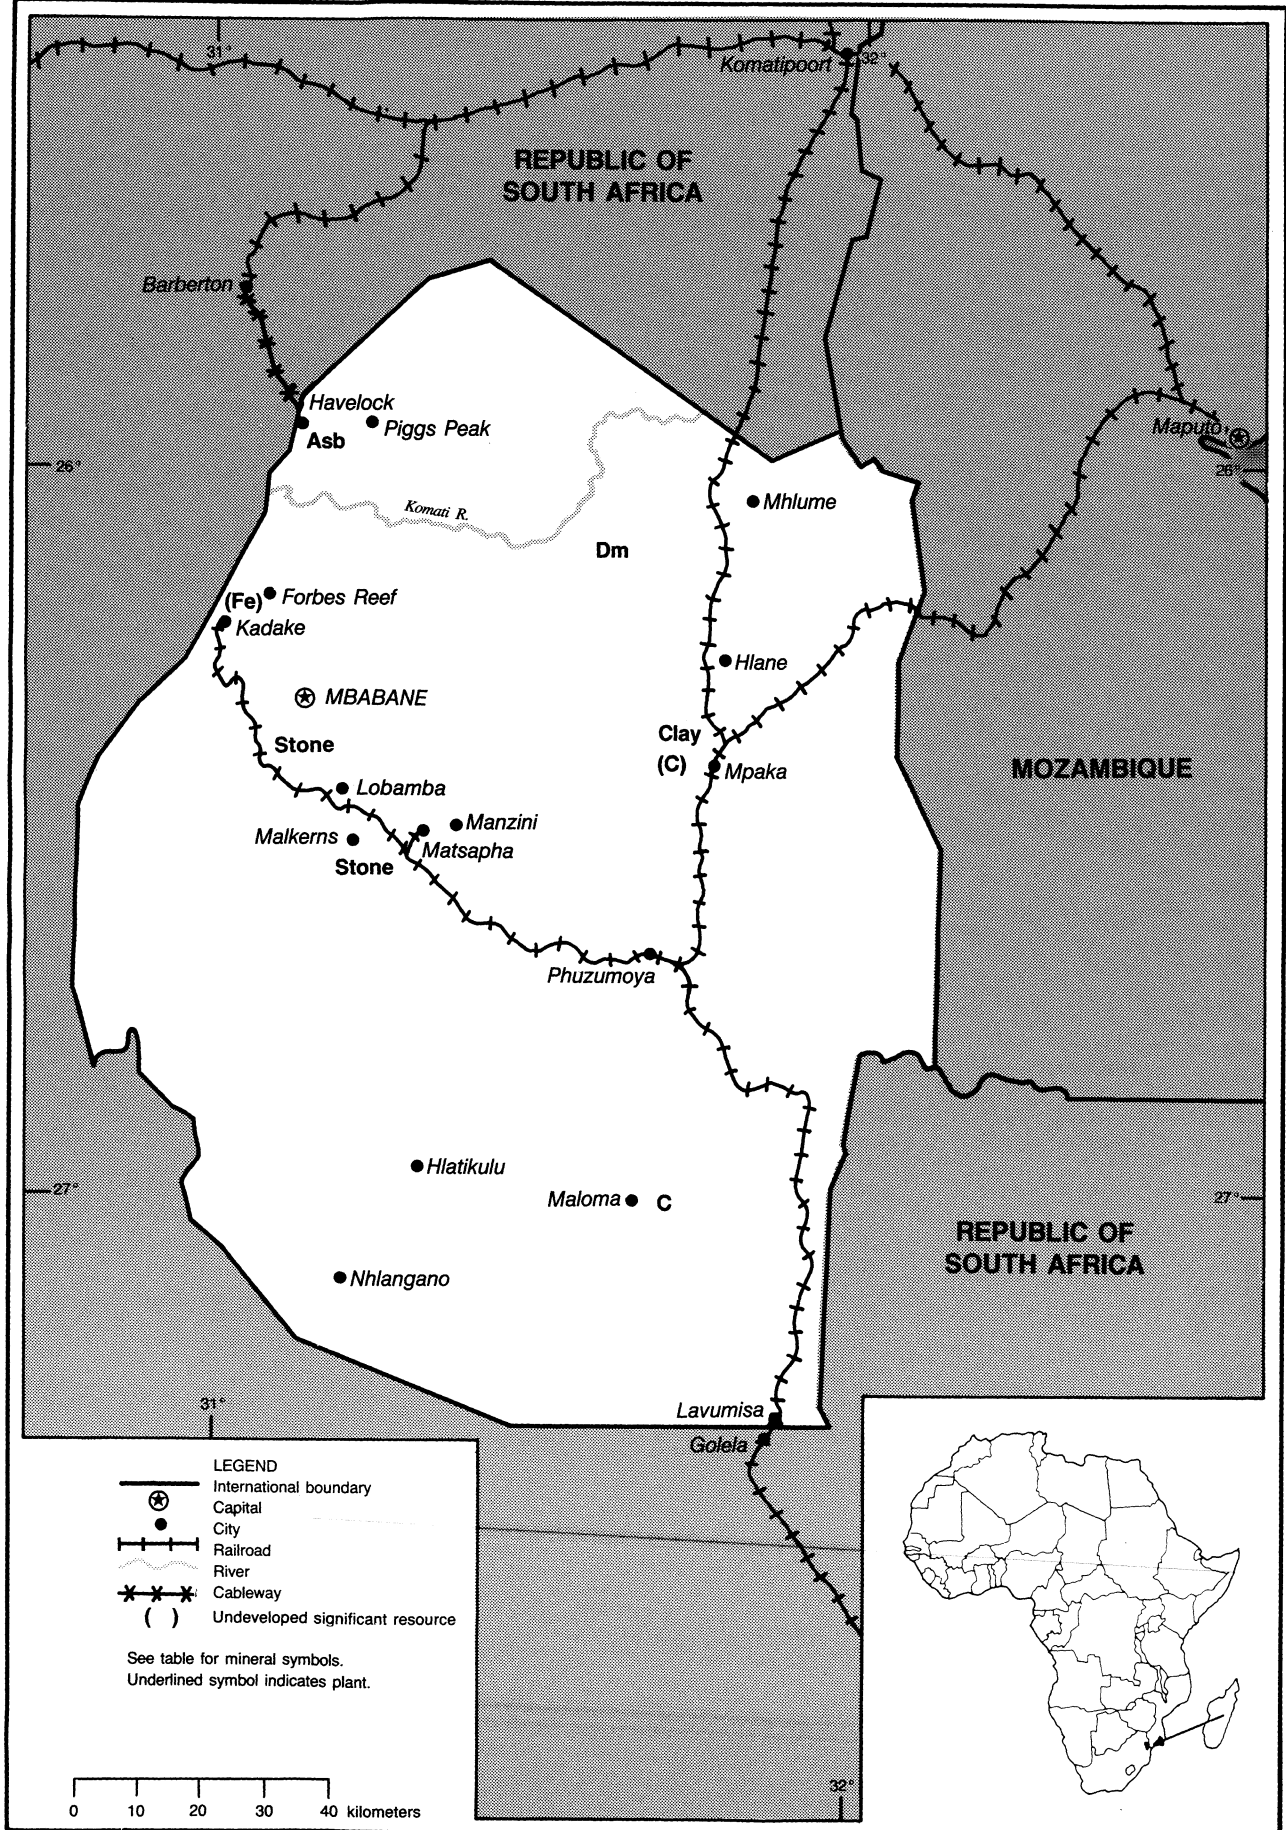 31°
Komatipoort
32°
REPUBLIC OF
SOUTH AFRICA
Barberton
Havelock
Asb
Piggs Peak
Maputo
26°
26°
Komati R.
Mhlume
Dm
(Fe)
Forbes Reef
Kadake
Hlane
MBABANE
Clay
Stone
(C)
Mpaka
MOZAMBIQUE
Lobamba
Manzini
Malkerns
Matsapha
Stone
Phuzumoya
Hlatikulu
27°
Maloma
C
27°
REPUBLIC OF
SOUTH AFRICA
Nhlangano
31°
Lavumisa
Golela
LEGEND
International boundary
Capital
City
Railroad
River
Cableway
( )
Undeveloped significant resource
See table for mineral symbols.
Underlined symbol indicates plant.
32°
0 10 20 30 40 kilometers